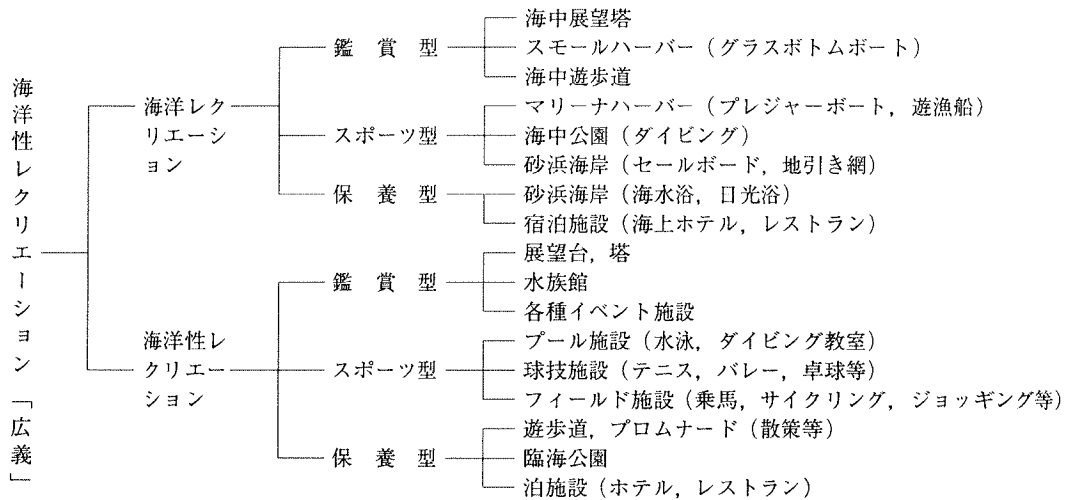 海洋性レクリエーション「広義」
海洋レク
リエーシ
ョン
鑑賞型
海中展望塔
スモールハーバー（グラスボトムボート）
海中遊歩道
スポーツ型
マリーナハーバー（プレジャーボート，遊漁船）
海中公園（ダイビング）
砂浜海岸（セールボード，地引き網）
保養型
砂浜海岸（海水浴，日光浴）
宿泊施設（海上ホテル，レストラン）
海洋性レ
クリエー
ション
鑑賞型
展望台，塔
水族館
各種イベント施設
スポーツ型
プール施設（水泳，ダイビング教室）
球技施設（テニス，バレー，卓球等）
フィールド施設（乗馬，サイクリング，ジョッギング等）
保養型
遊歩道，プロムナード（散策等）
臨海公園
泊施設（ホテル，レストラン）